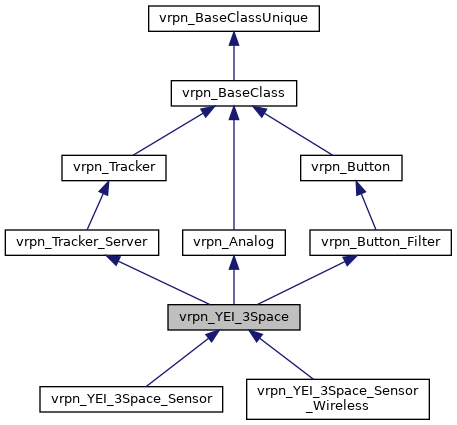 vrpn_BaseClassUnique
vrpn_BaseClass
vrpn_Tracker
vrpn_Button
vrpn_Tracker_Server
vrpn_Analog
vrpn_Button_Filter
vrpn_YEI_3Space
vrpn_YEI_3Space_Sensor
vrpn_YEI_3Space_Sensor
_Wireless